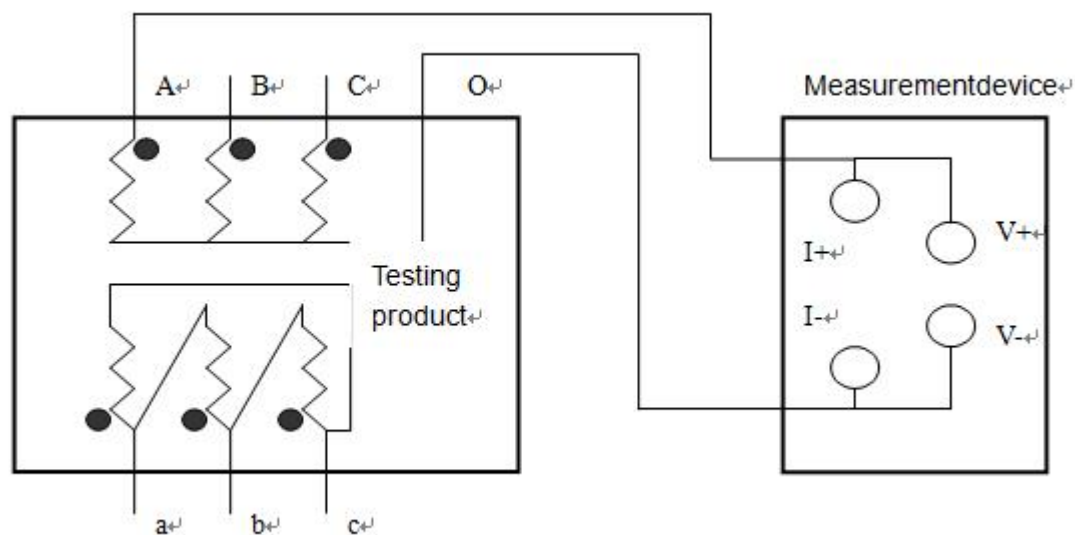 A↵ B↵ C↵ O↵ Measurementdevice↵
I+↵ V+↵
Testing
product↵
I-↵ V-↵
a↵ b↵ c↵